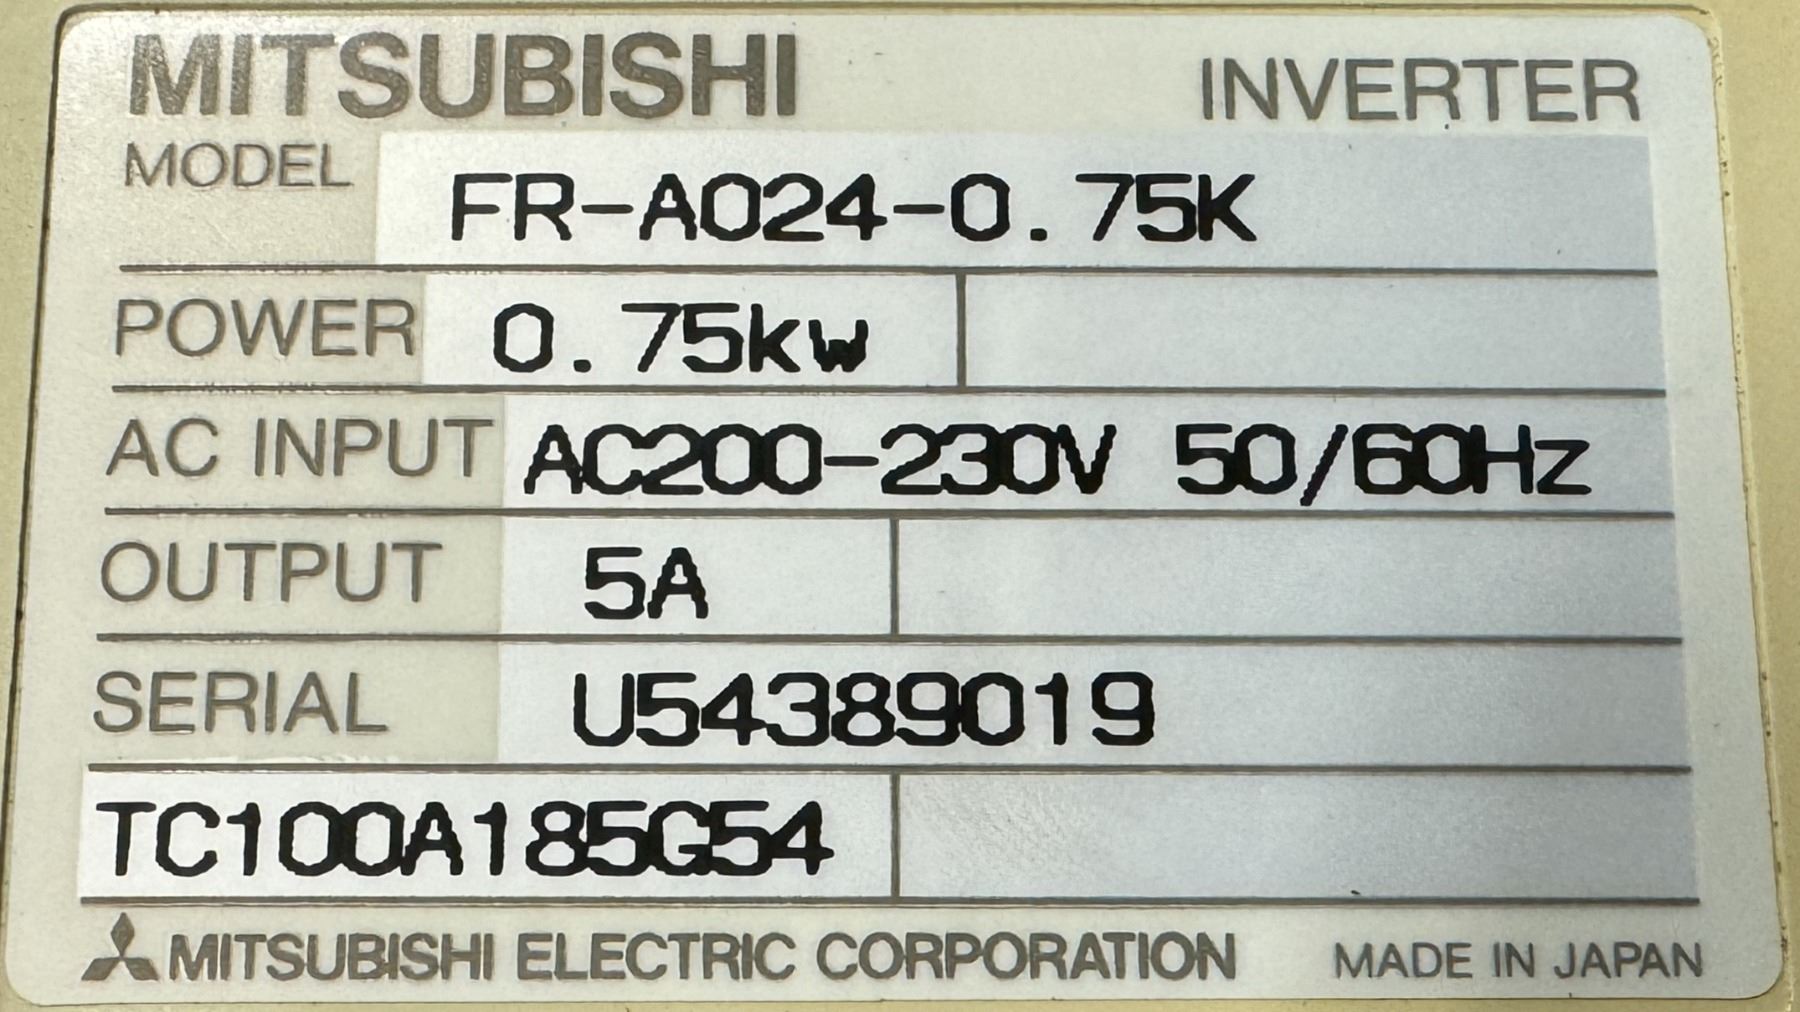 MITSUBISHI INVERTER
MODEL FR-A024-0.75K
POWER 0.75kw
AC INPUT AC200-230V 50/60Hz
OUTPUT 5A
SERIAL U54389019
TC100A185G54
MITSUBISHI ELECTRIC CORPORATION MADE IN JAPAN